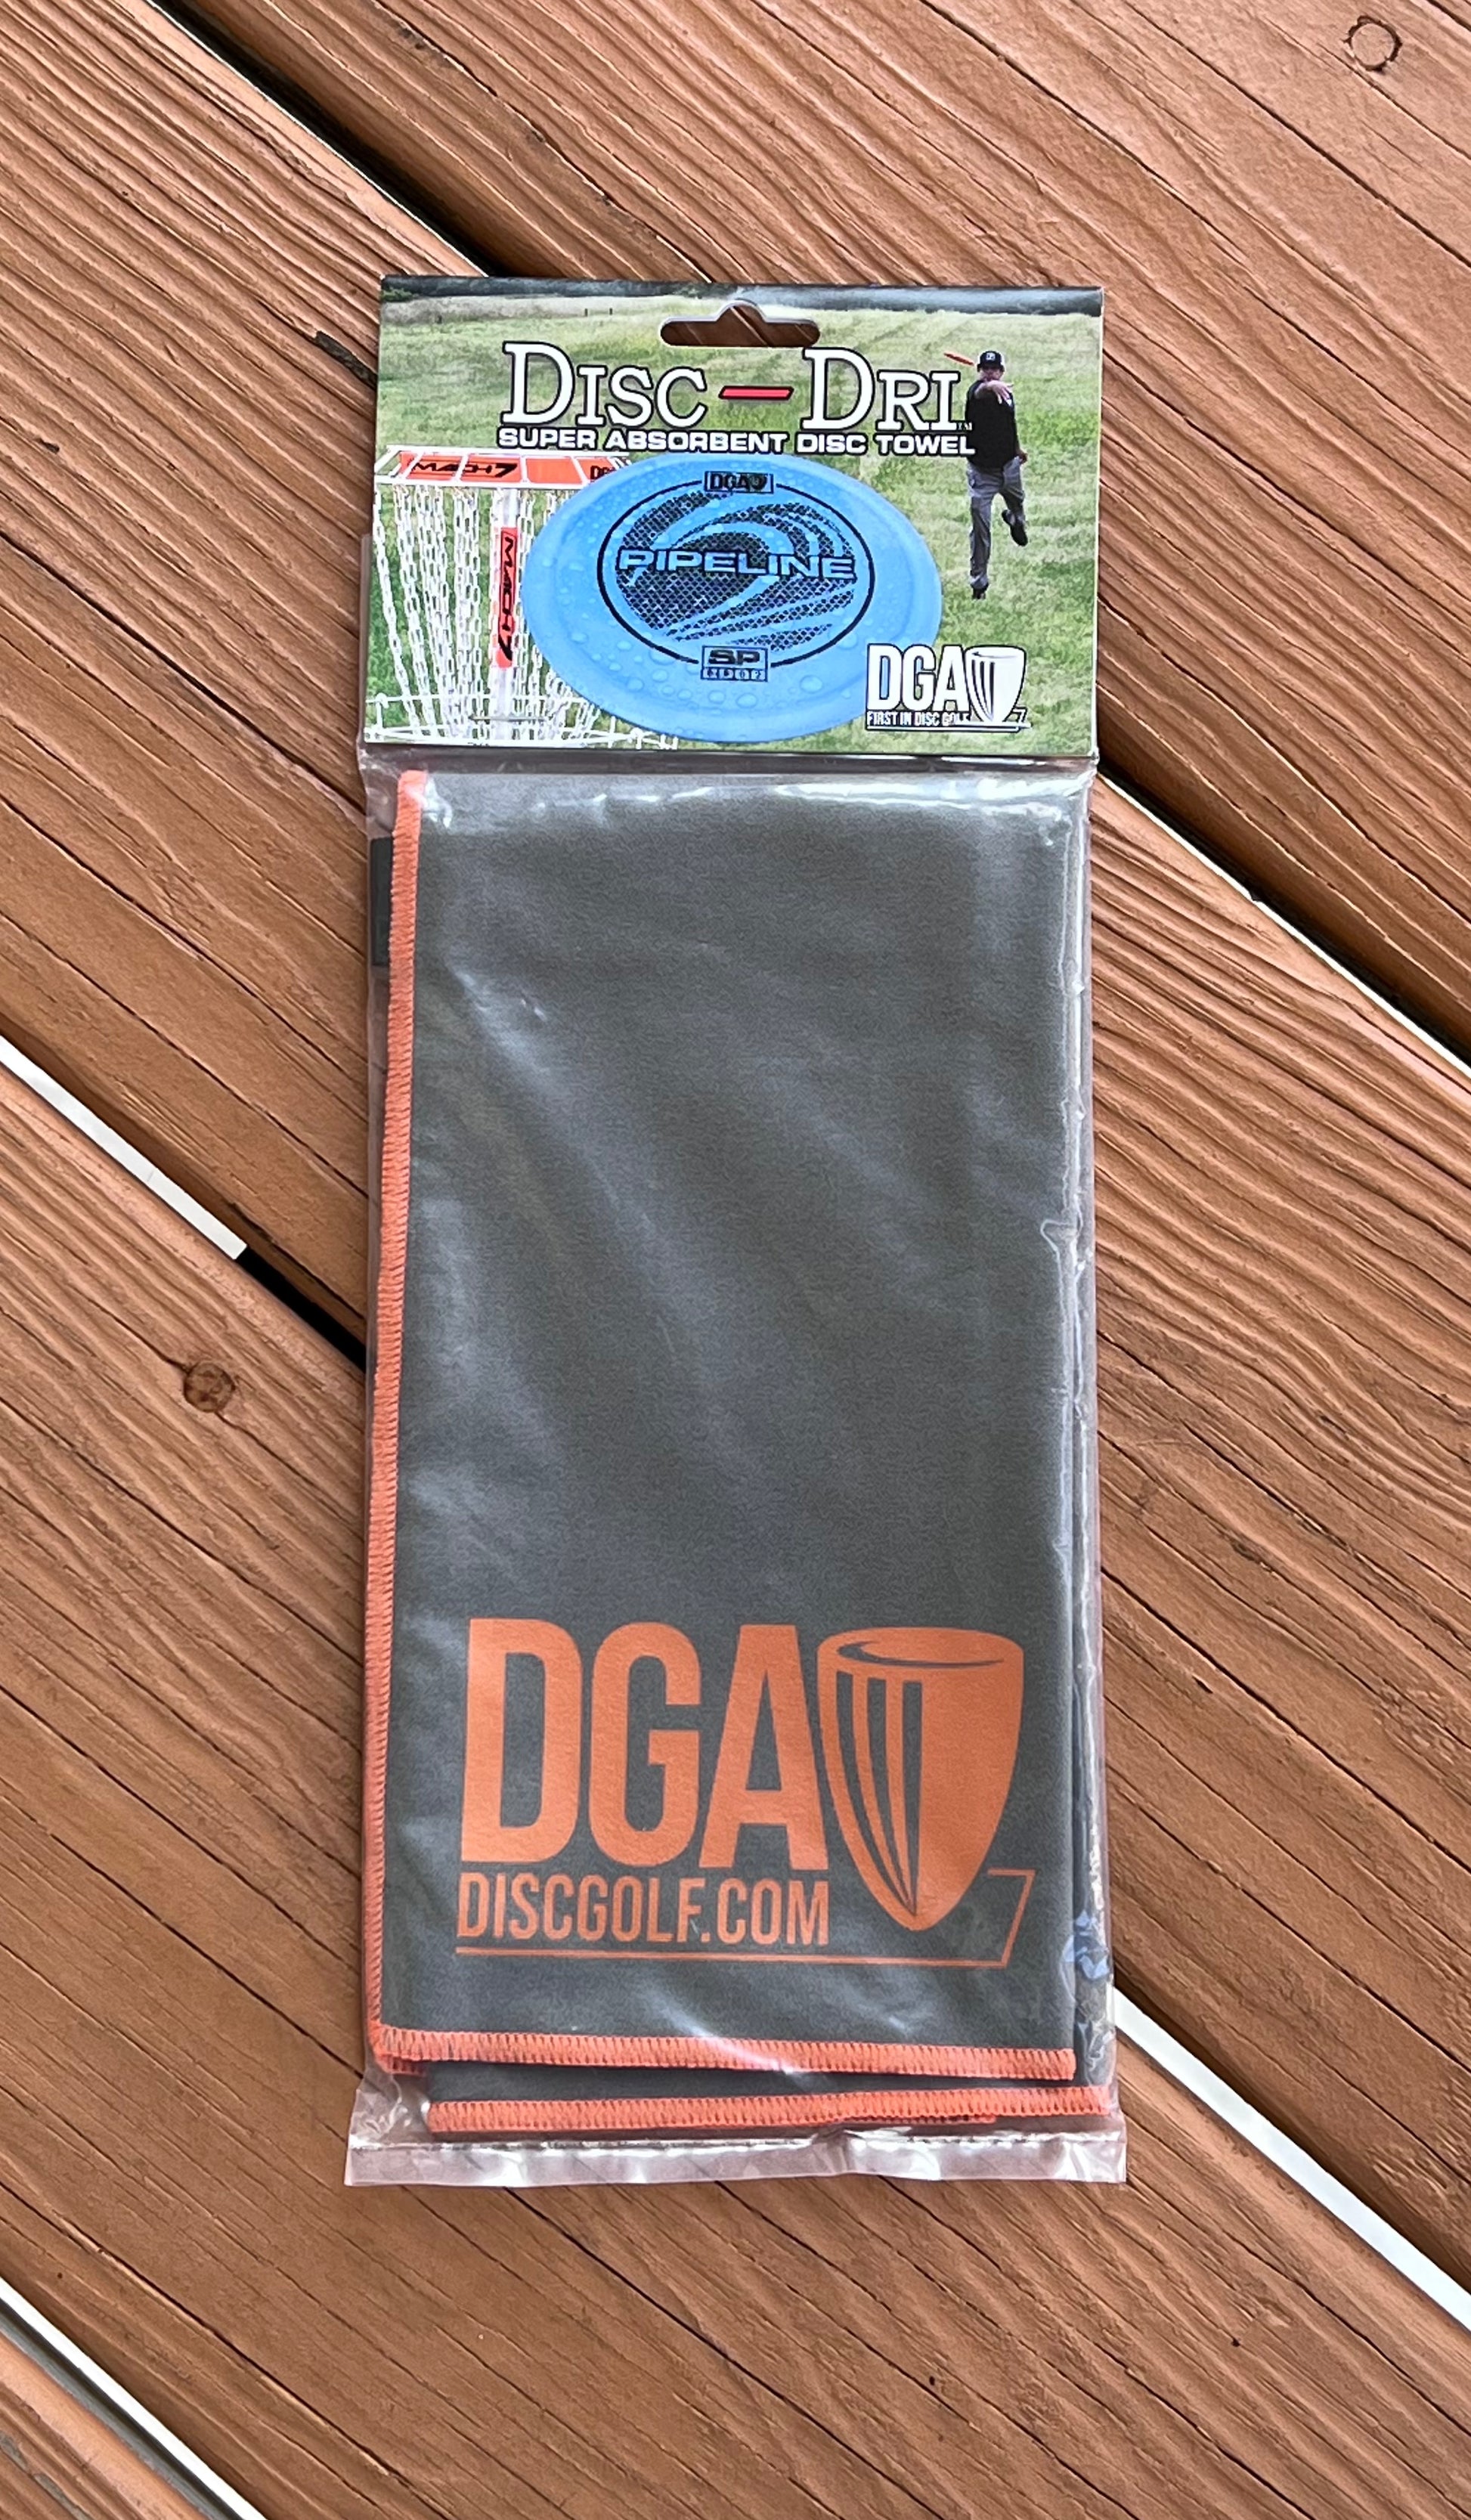 DISC-DRI
TM
SUPER ABSORBENT DISC TOWEL
MACH 7
DGA
PIPELINE
MACH 7
SP
DGA
FIRST IN DISC GOLF
DGA
DISCGOLF.COM